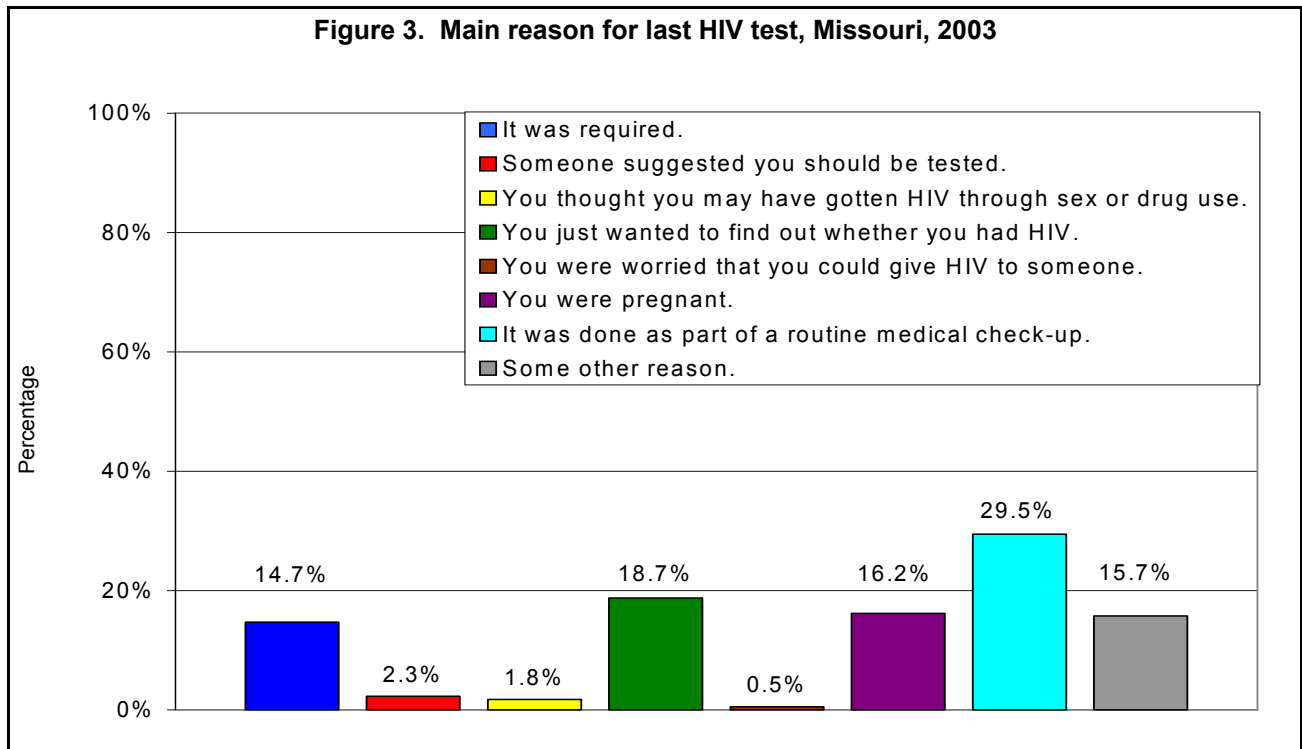 Figure 3. Main reason for last HIV test, Missouri, 2003
100%
80%
60%
40%
20%
0%
Percentage
It was required.
Someone suggested you should be tested.
You thought you may have gotten HIV through sex or drug use.
You just wanted to find out whether you had HIV.
You were worried that you could give HIV to someone.
You were pregnant.
It was done as part of a routine medical check-up.
Some other reason.
14.7%
2.3%
1.8%
18.7%
0.5%
16.2%
29.5%
15.7%